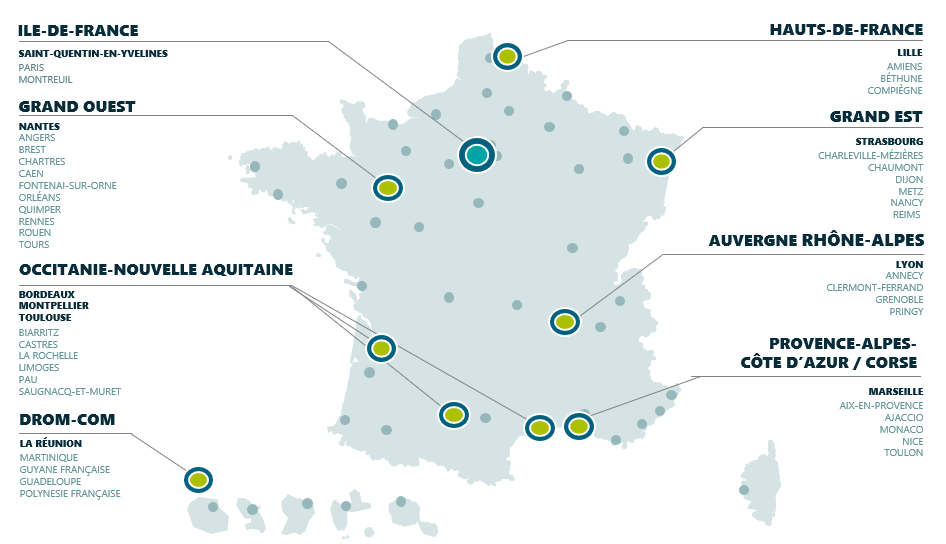 ILE-DE-FRANCE
SAINT-QUENTIN-EN-YVELINES
PARIS
MONTREUIL
GRAND OUEST
NANTES
ANGERS
BREST
CHARTRES
CAEN
FONTENAI-SUR-ORNE
ORLÉANS
QUIMPER
RENNES
ROUEN
TOURS
OCCITANIE-NOUVELLE AQUITAINE
BORDEAUX
MONTPELLIER
TOULOUSE
BIARRITZ
CASTRES
LA ROCHELLE
LIMOGES
PAU
SAUGNACQ-ET-MURET
DROM-COM
LA RÉUNION
MARTINIQUE
GUYANE FRANÇAISE
GUADELOUPE
POLYNESIE FRANÇAISE
HAUTS-DE-FRANCE
LILLE
AMIENS
BÉTHUNE
COMPIÈGNE
GRAND EST
STRASBOURG
CHARLEVILLE-MÉZIÈRES
CHAUMONT
DIJON
METZ
NANCY
REIMS
AUVERGNE RHÔNE-ALPES
LYON
ANNECY
CLERMONT-FERRAND
GRENOBLE
PRINGY
PROVENCE-ALPES-
CÔTE D'AZUR / CORSE
MARSEILLE
AIX-EN-PROVENCE
AJACCIO
MONACO
NICE
TOULON